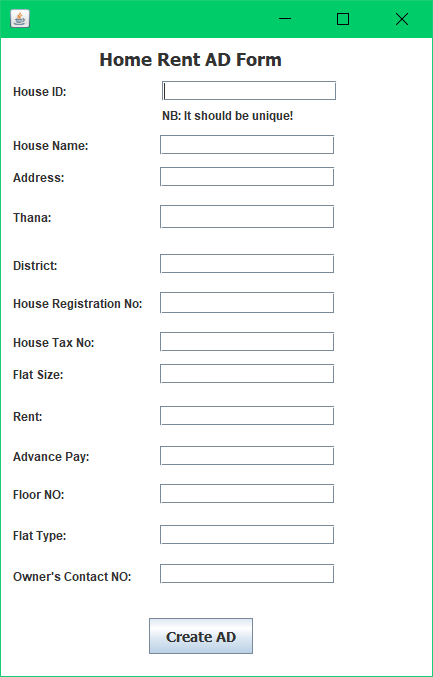 Home Rent AD Form
House ID:
NB: It should be unique!
House Name:
Address:
Thana:
District:
House Registration No:
House Tax No:
Flat Size:
Rent:
Advance Pay:
Floor NO:
Flat Type:
Owner's Contact NO:
Create AD